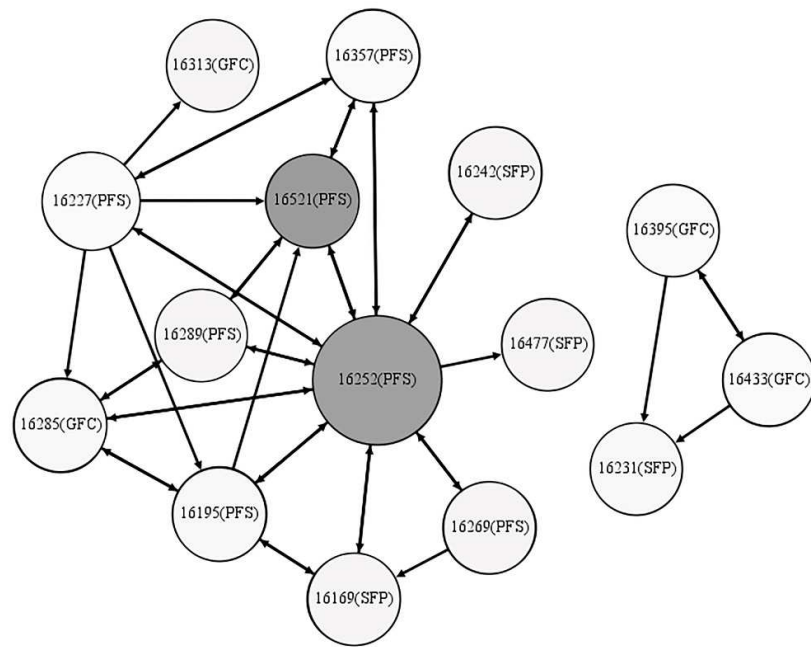 16313(GFC)
16357(PFS)
16242(SFP)
16227(PFS)
16521(PFS)
16395(GFC)
16289(PFS)
16477(SFP)
16252(PFS)
16433(GFC)
16285(GFC)
16231(SFP)
16195(PFS)
16269(PFS)
16169(SFP)